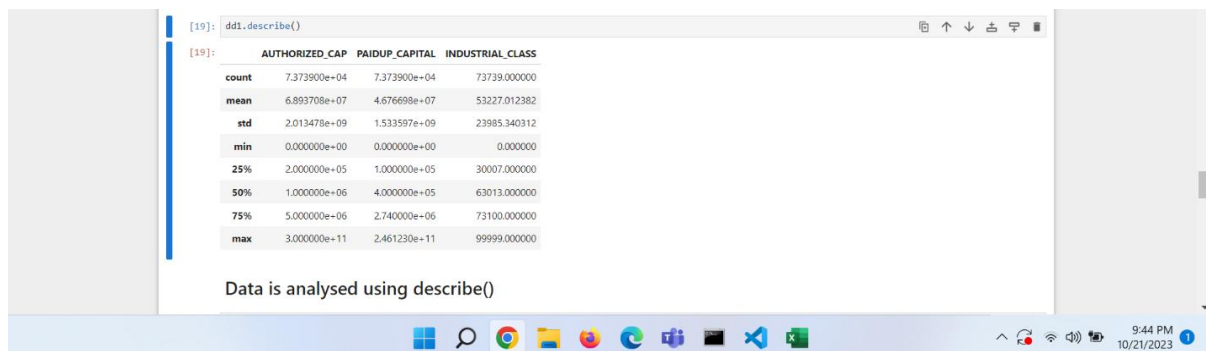 [19]: dd1.describe()
[19]: AUTHORIZED_CAP PAIDUP_CAPITAL INDUSTRIAL_CLASS
count 7.373900e+04 7.373900e+04 73739.000000
mean 6.893708e+07 4.676698e+07 53227.012382
std 2.013478e+09 1.533597e+09 23985.340312
min 0.000000e+00 0.000000e+00 0.000000
25% 2.000000e+05 1.000000e+05 30007.000000
50% 1.000000e+06 4.000000e+05 63013.000000
75% 5.000000e+06 2.740000e+06 73100.000000
max 3.000000e+11 2.461230e+11 99999.000000
Data is analysed using describe()
9:44 PM
10/21/2023
1